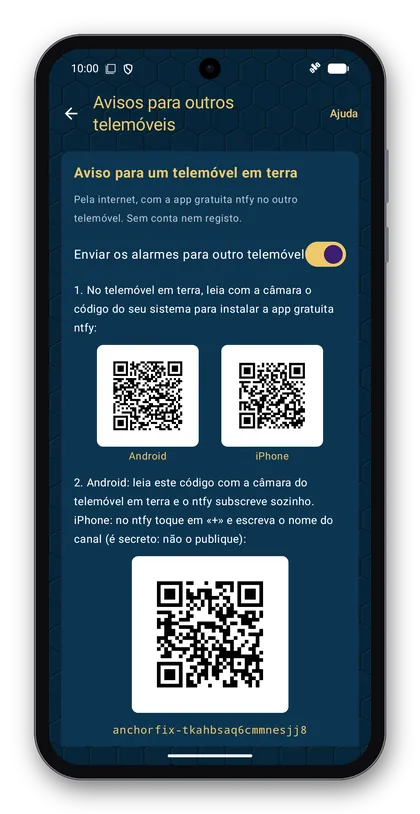 10:00
Avisos para outros
telemóveis
Ajuda
Aviso para um telemóvel em terra
Pela internet, com a app gratuita ntfy no outro
telemóvel. Sem conta nem registo.
Enviar os alarmes para outro telemóvel
1. No telemóvel em terra, leia com a câmara o
código do seu sistema para instalar a app gratuita
ntfy:
Android
iPhone
2. Android: leia este código com a câmara do
telemóvel em terra e o ntfy subscreve sozinho.
iPhone: no ntfy toque em «+» e escreva o nome do
canal (é secreto: não o publique):
anchorfix-tkahbsaq6cmmnesjj8